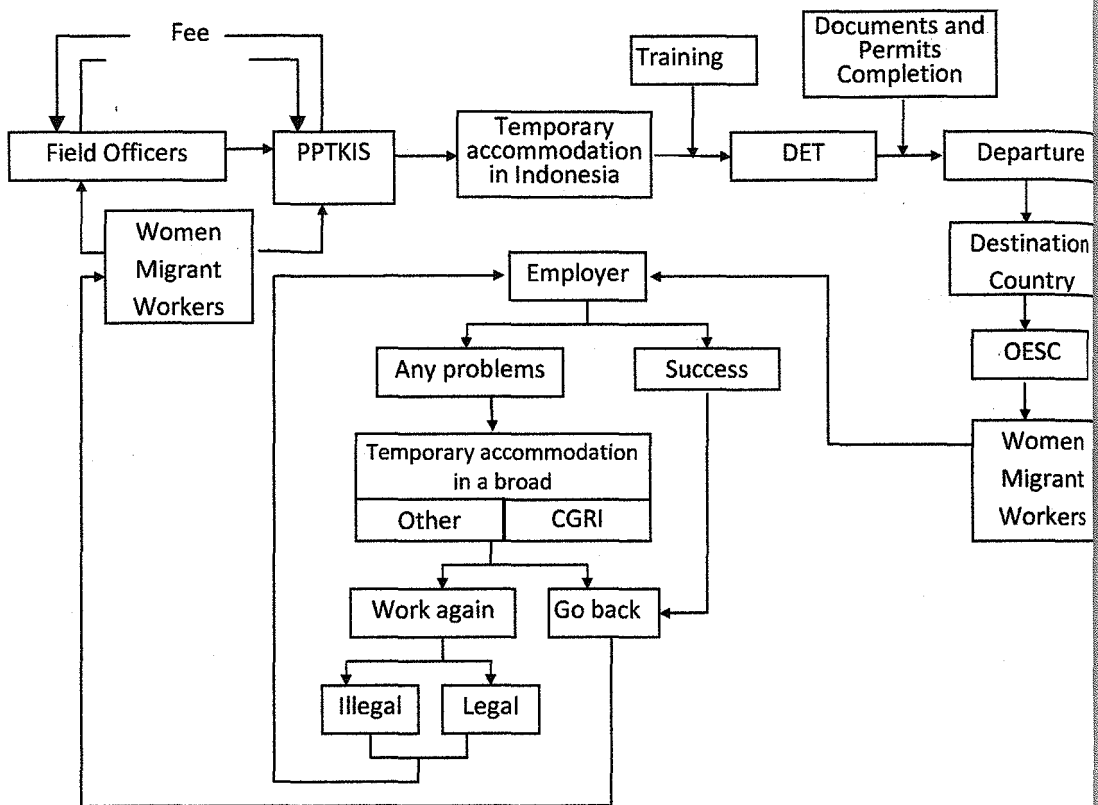 Fee
Documents and
Permits
Completion
Training
Field Officers
PPTKIS
Temporary
accommodation
in Indonesia
DET
Departure
Women
Migrant
Workers
Destination
Country
Employer
OESC
Any problems
Success
Women
Migrant
Workers
Temporary accommodation
in a broad
Other
CGRI
Work again
Go back
Illegal
Legal